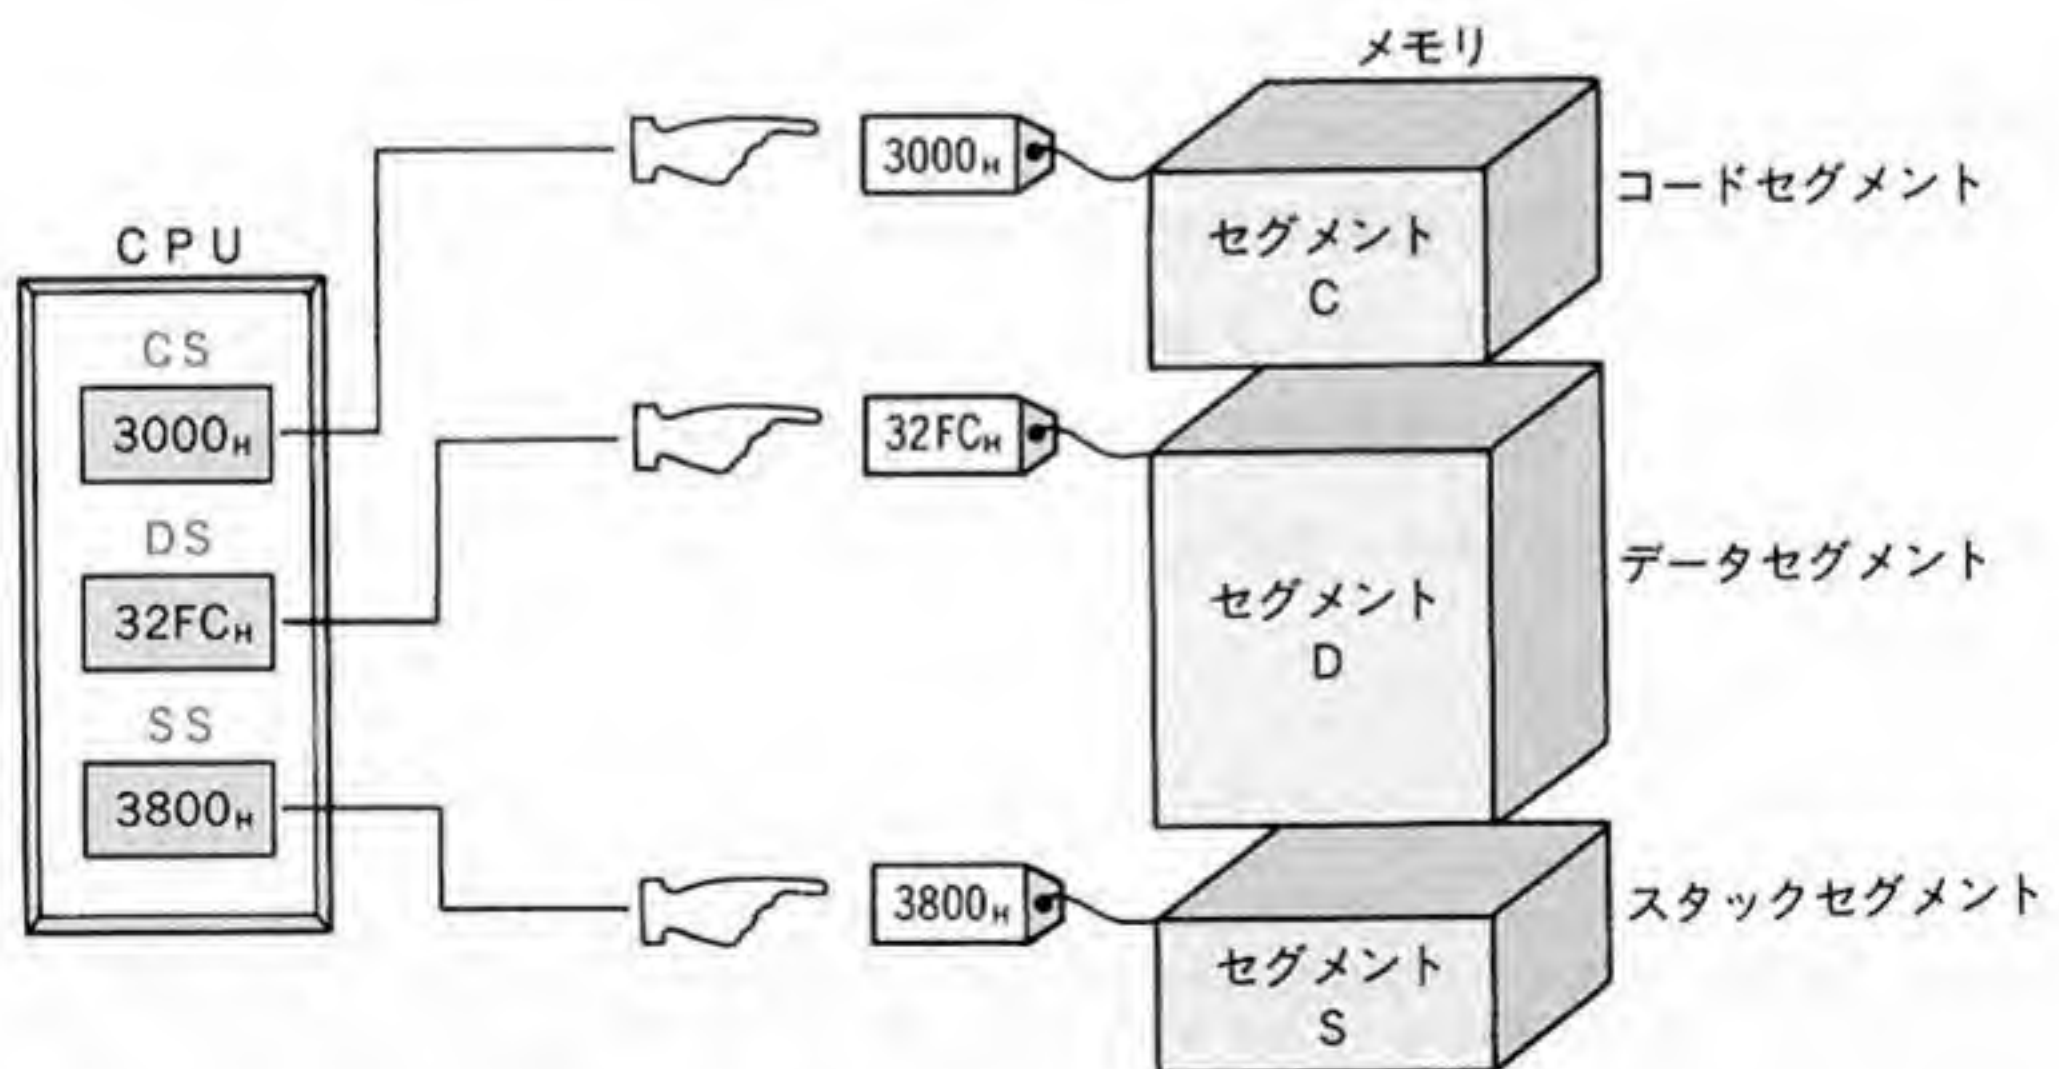 メモリ
3000H
コードセグメント
セグメント
C
CPU
CS
3000H
32FCH
データセグメント
セグメント
D
DS
32FCH
SS
3800H
3800H
スタックセグメント
セグメント
S